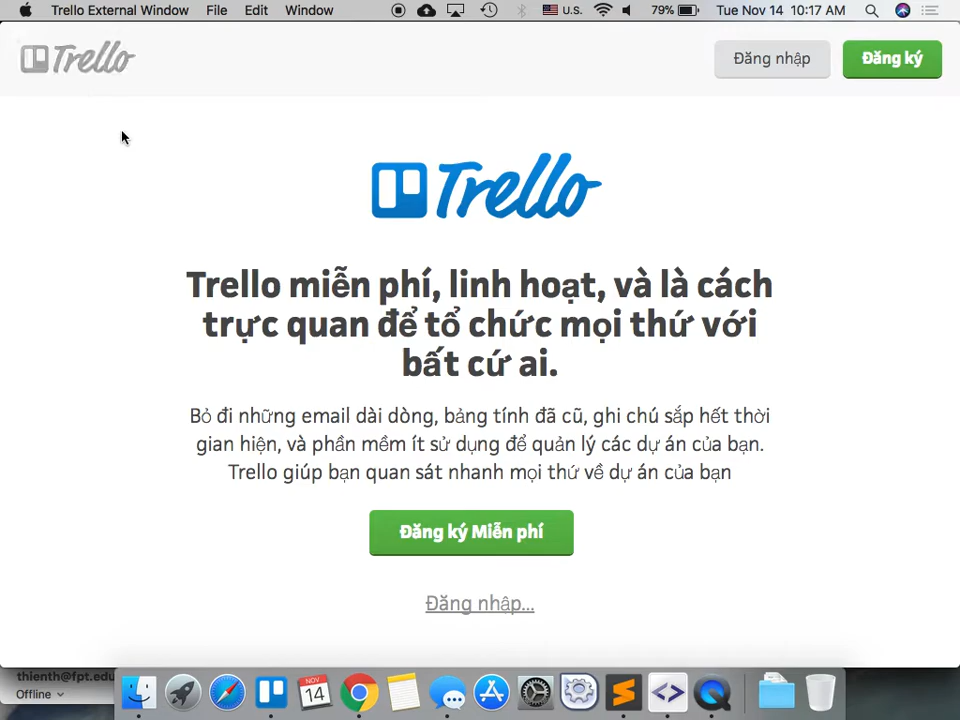 Trello External Window File Edit Window U.S. 79% Tue Nov 14 10:17 AM
Trello Đăng nhập Đăng ký
Trello
Trello miễn phí, linh hoạt, và là cách
trực quan để tổ chức mọi thứ với
bất cứ ai.
Bỏ đi những email dài dòng, bảng tính đã cũ, ghi chú sắp hết thời
gian hiện, và phần mềm ít sử dụng để quản lý các dự án của bạn.
Trello giúp bạn quan sát nhanh mọi thứ về dự án của bạn
Đăng ký Miễn phí
Đăng nhập...
thienth@fpt.edu
Offline
NOV
14